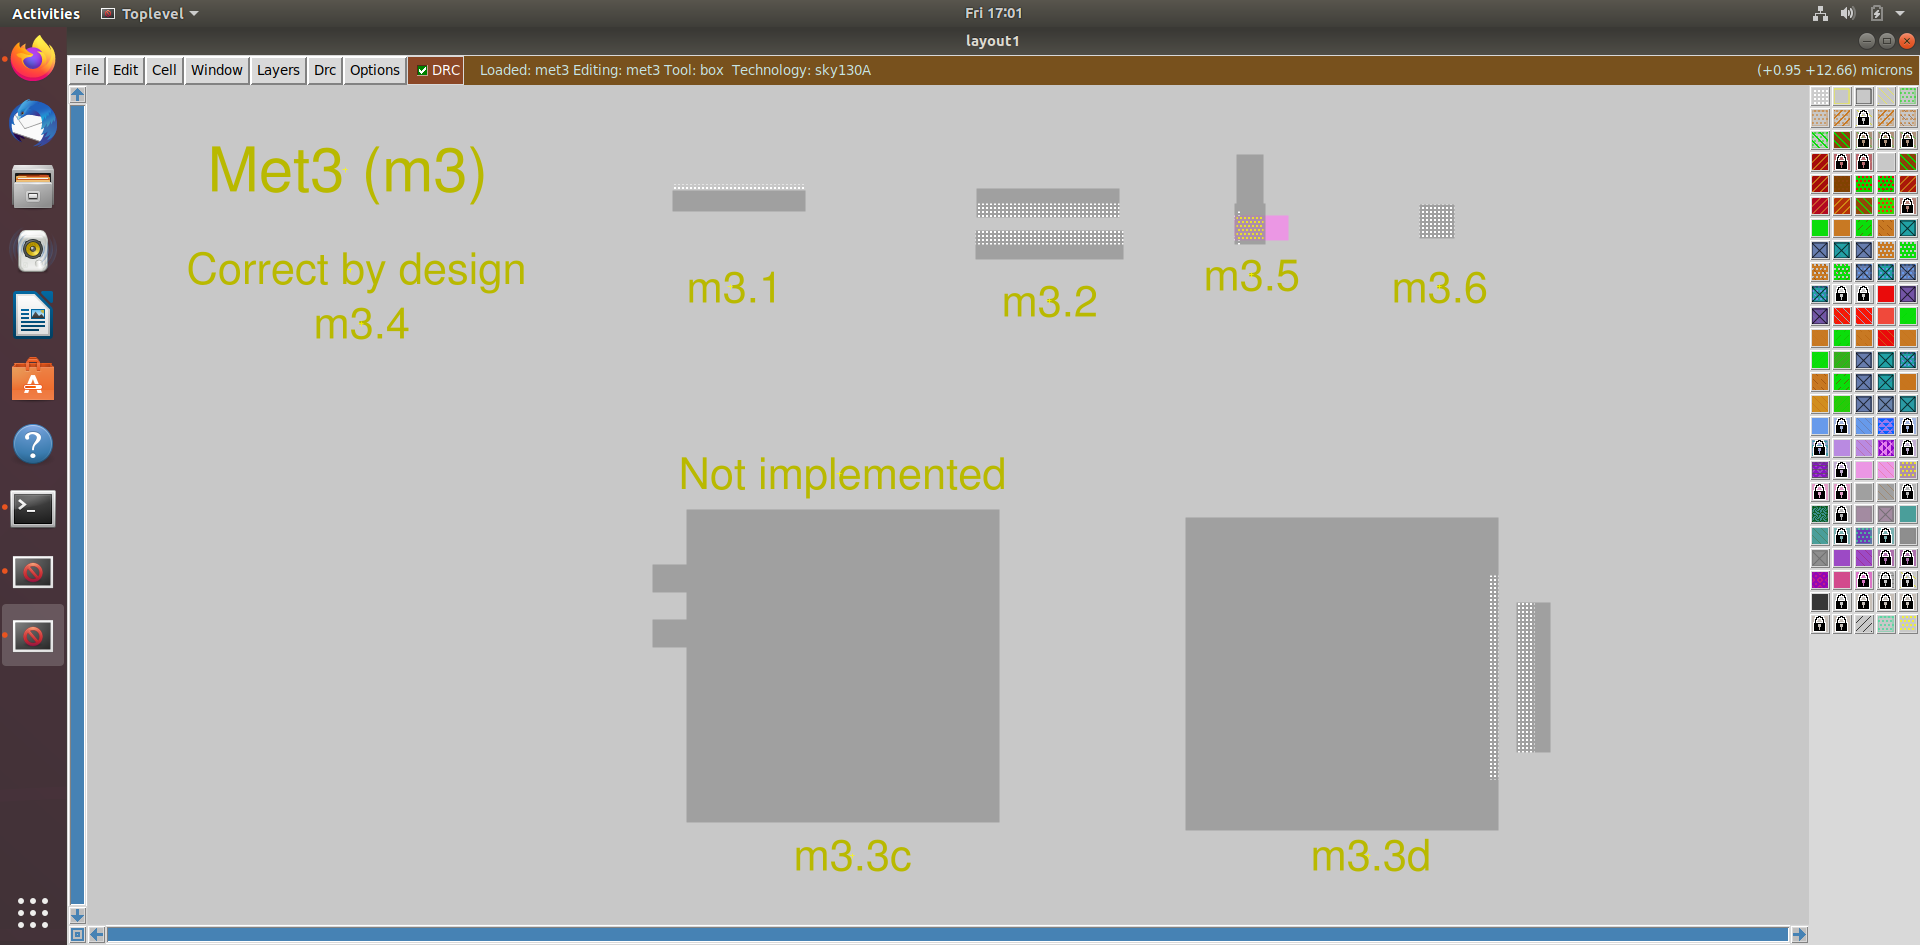 Activities
Toplevel
Fri 17:01
layout1
File Edit Cell Window Layers Drc Options DRC Loaded: met3 Editing: met3 Tool: box Technology: sky130A (+0.95 +12.66) microns
Met3 (m3)
Correct by design
m3.4
m3.1
m3.2
m3.5
m3.6
Not implemented
m3.3c
m3.3d